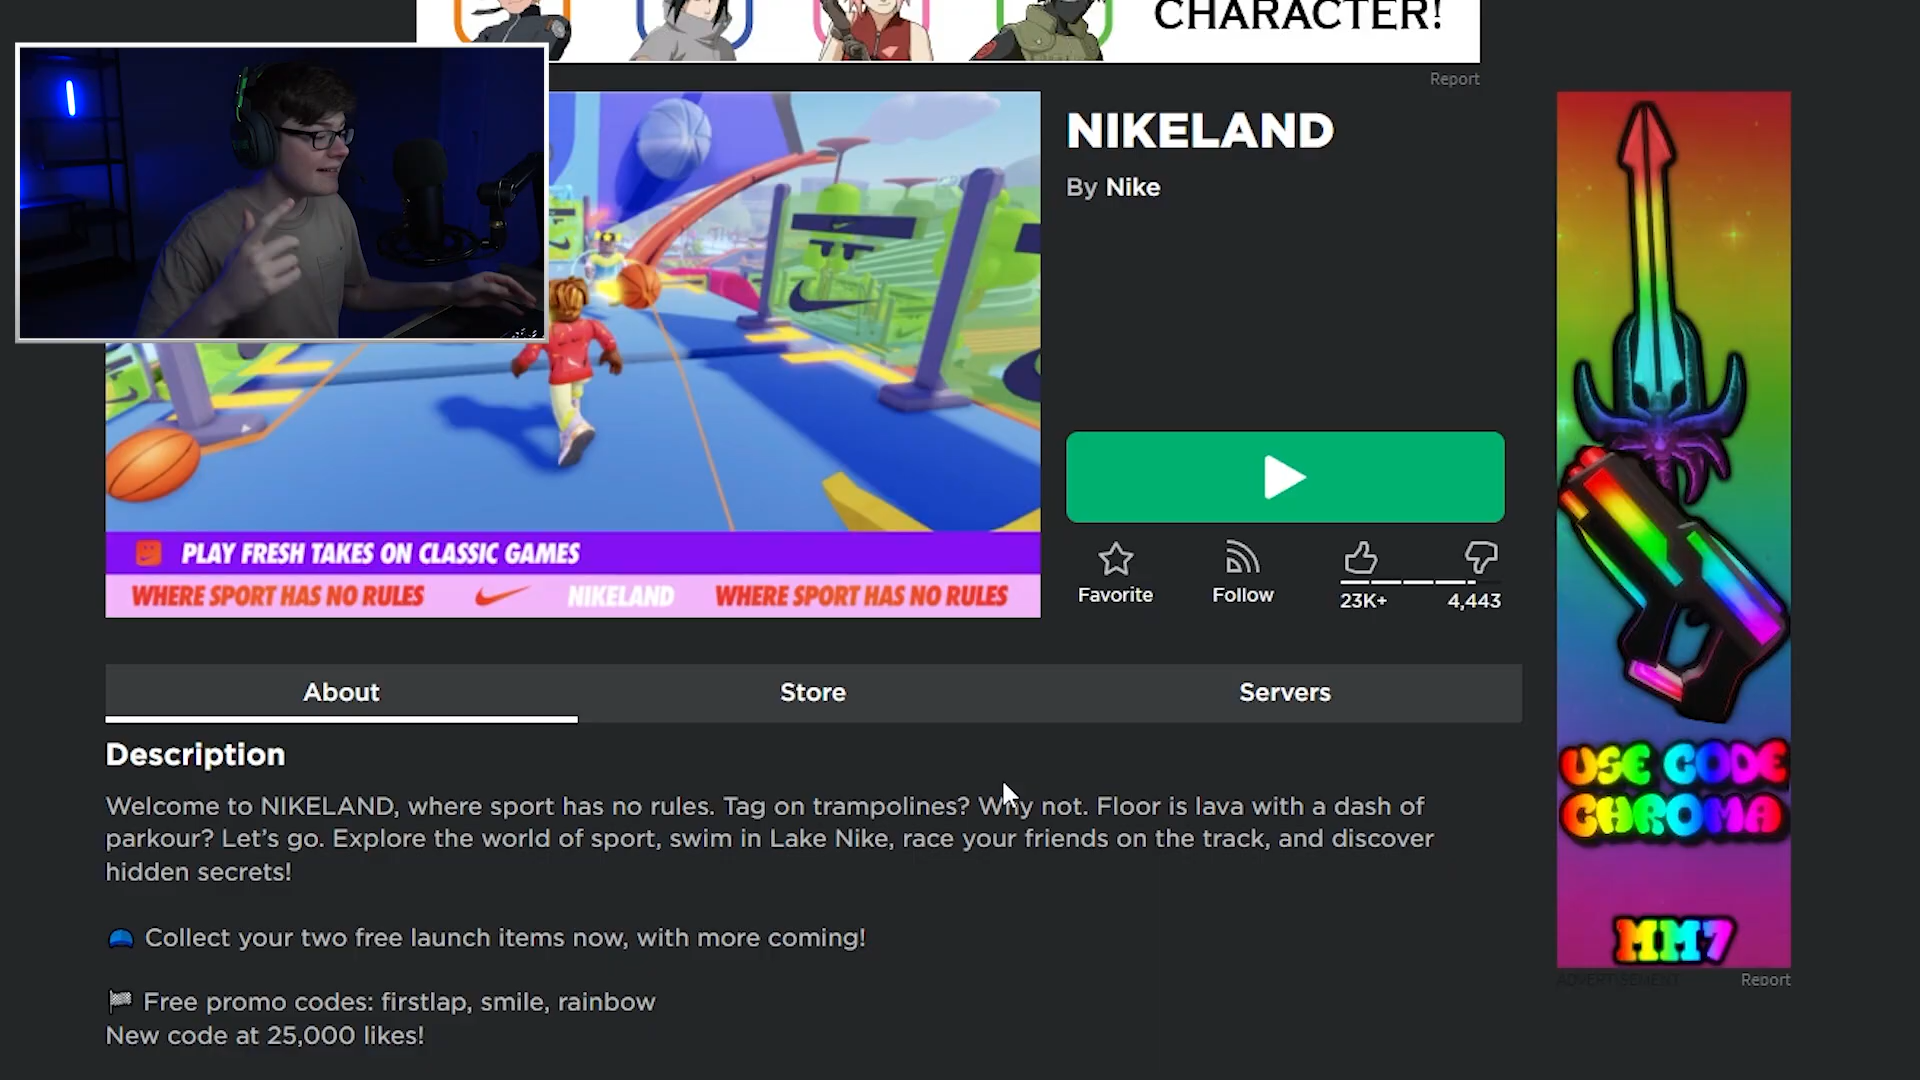 CHARACTER!
Report
NIKELAND
By Nike
PLAY FRESH TAKES ON CLASSIC GAMES
WHERE SPORT HAS NO RULES NIKELAND WHERE SPORT HAS NO RULES
Favorite
Follow
23K+
4,443
About
Store
Servers
Description
Welcome to NIKELAND, where sport has no rules. Tag on trampolines? Why not. Floor is lava with a dash of
parkour? Let’s go. Explore the world of sport, swim in Lake Nike, race your friends on the track, and discover
hidden secrets!
Collect your two free launch items now, with more coming!
Free promo codes: firstlap, smile, rainbow
New code at 25,000 likes!
USE CODE
CHROMA
MM7
ADVERTISEMENT
Report